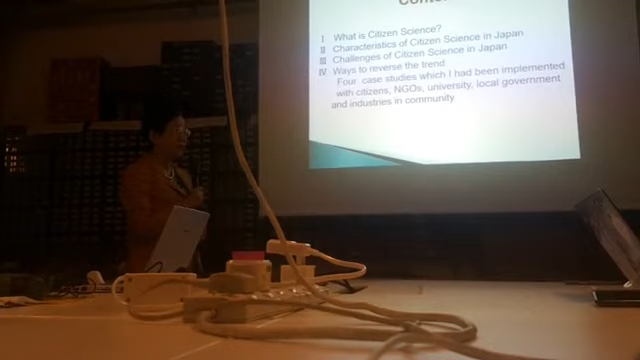 I What is Citizen Science?
II Characteristics of Citizen Science in Japan
III Challenges of Citizen Science in Japan
IV Ways to reverse the trend
Four case studies which I had been implemented
with citizens, NGOs, university, local government
and industries in community